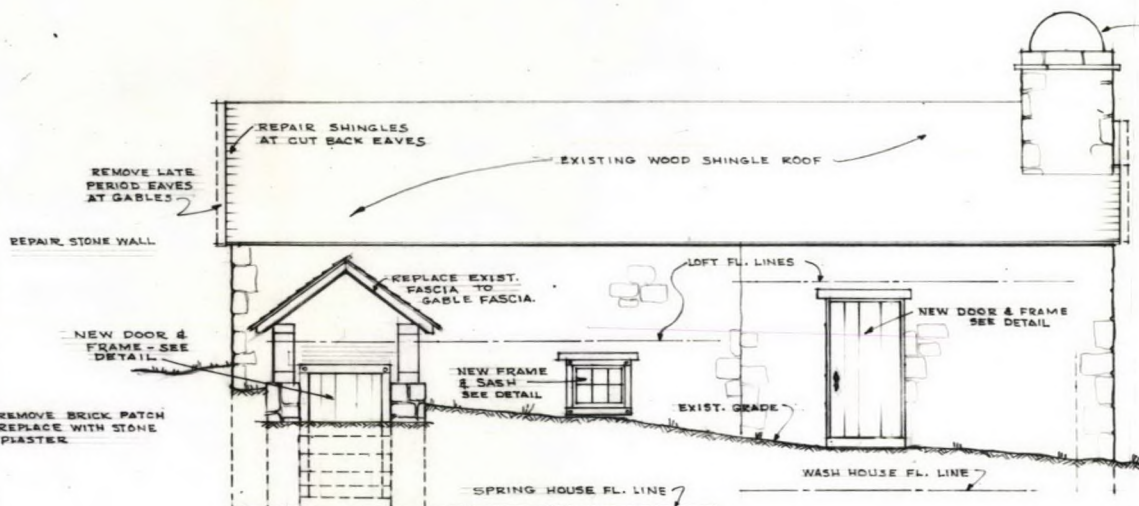 REPAIR SHINGLES
AT CUT BACK EAVES
EXISTING WOOD SHINGLE ROOF
REMOVE LATE
PERIOD EAVES
AT GABLES
REPAIR STONE WALL
LOFT FL. LINES
REPLACE EXIST.
FASCIA TO
GABLE FASCIA.
NEW DOOR & FRAME
SEE DETAIL
NEW DOOR &
FRAME - SEE
DETAIL
NEW FRAME
& SASH
SEE DETAIL
EXIST. GRADE
REMOVE BRICK PATCH
REPLACE WITH STONE
PLASTER
WASH HOUSE FL. LINE
SPRING HOUSE FL. LINE